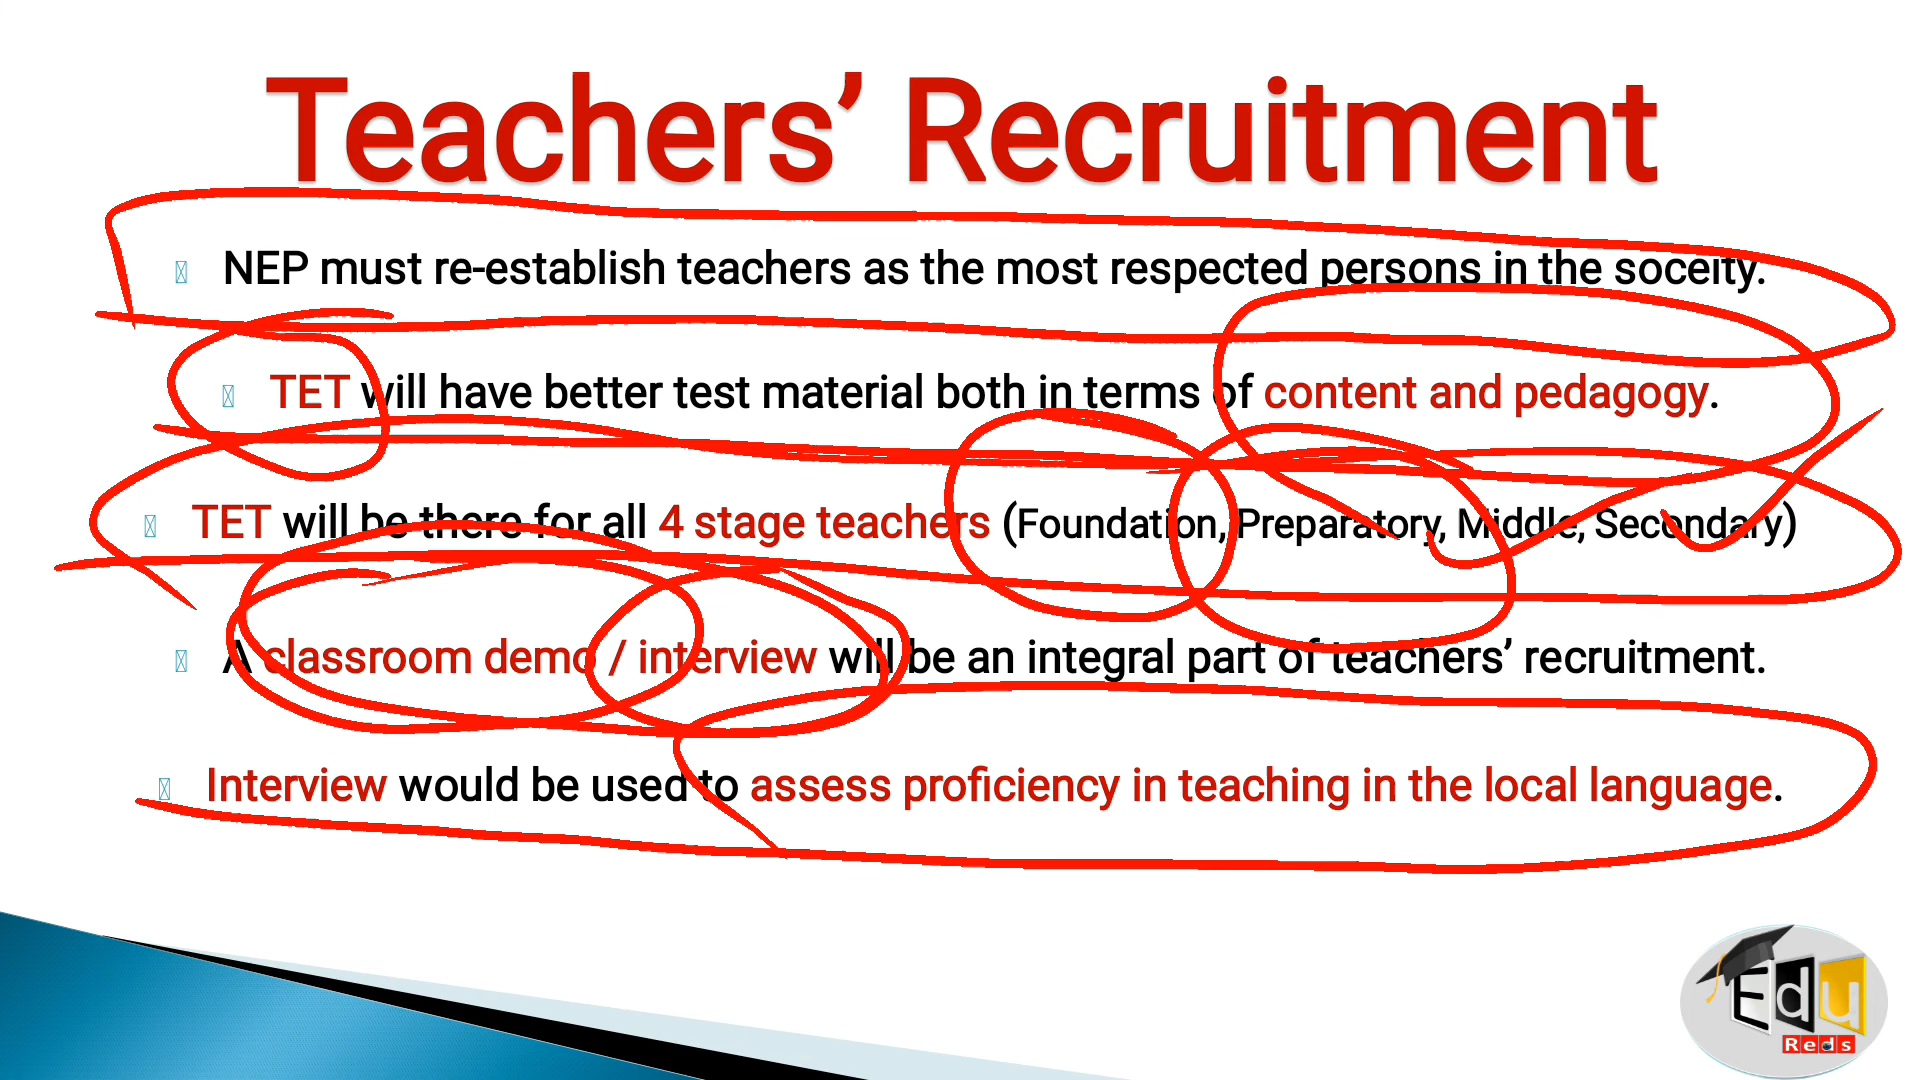 Teachers’ Recruitment
NEP must re-establish teachers as the most respected persons in the soceity.
TET will have better test material both in terms of content and pedagogy.
TET will be there for all 4 stage teachers (Foundation, Preparatory, Middle, Secondary)
A classroom demo / interview will be an integral part of teachers’ recruitment.
Interview would be used to assess proficiency in teaching in the local language.
Edu
Reds